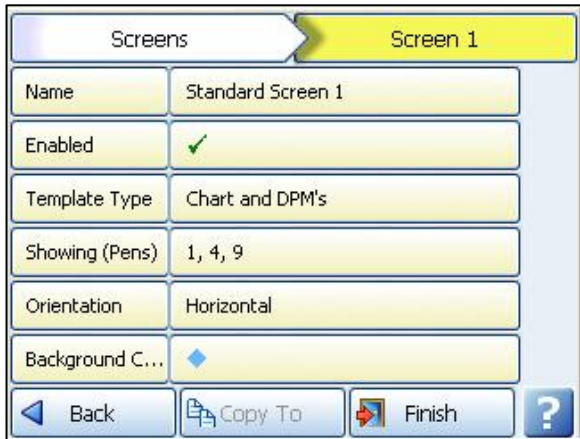 Screens Screen 1
Name Standard Screen 1
Enabled
Template Type Chart and DPM's
Showing (Pens) 1, 4, 9
Orientation Horizontal
Background C...
Back Copy To Finish ?